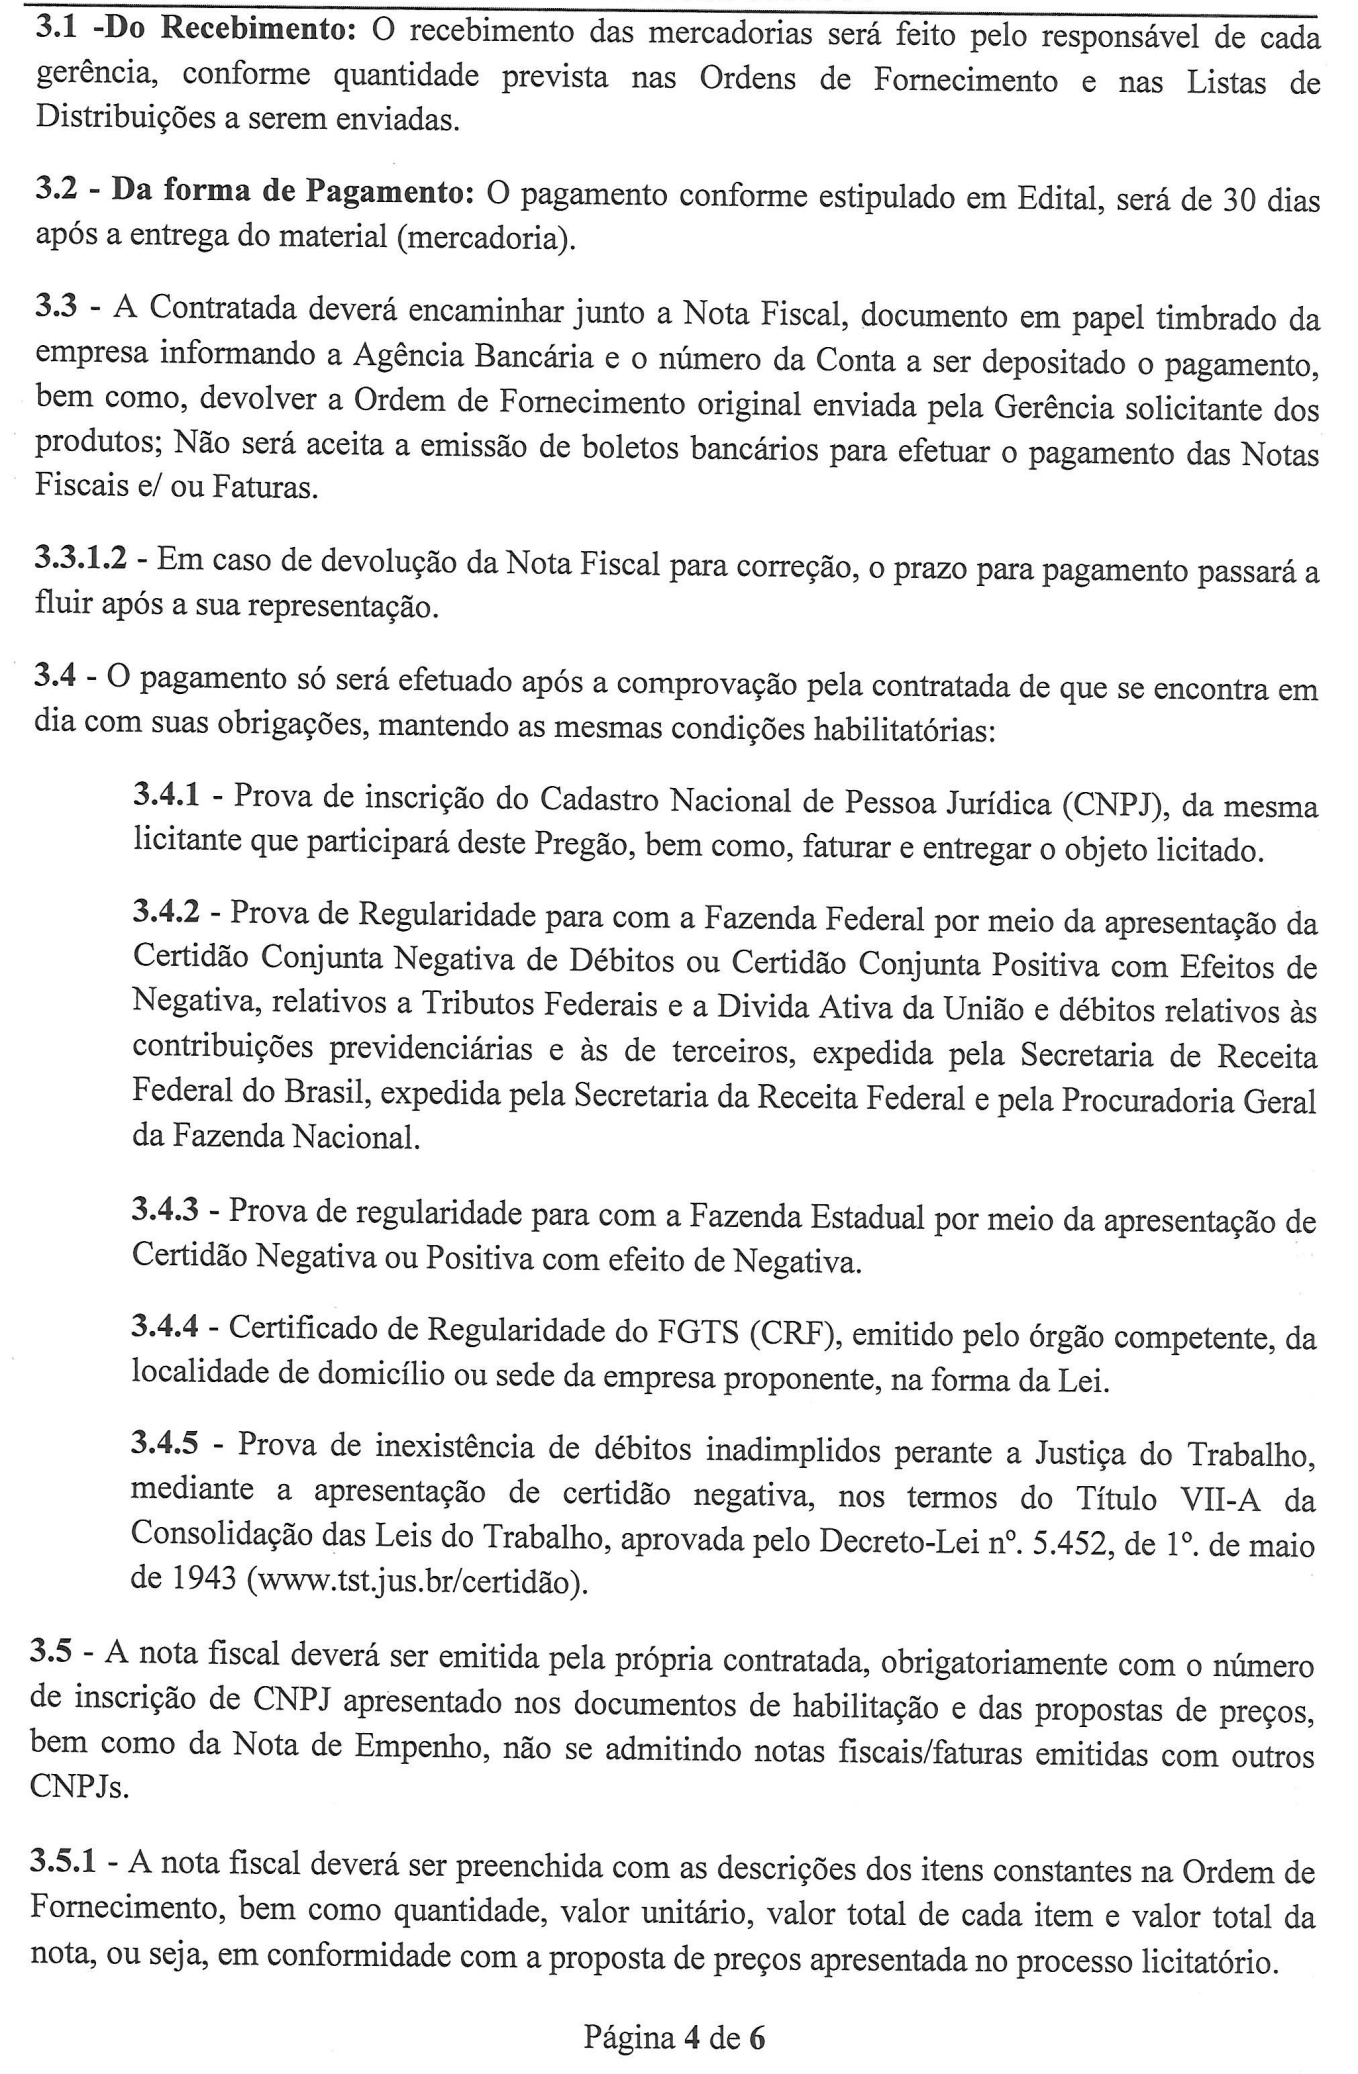 3.1 -Do Recebimento: O recebimento das mercadorias será feito pelo responsável de cada
gerência, conforme quantidade prevista nas Ordens de Fornecimento e nas Listas de
Distribuições a serem enviadas.
3.2 - Da forma de Pagamento: O pagamento conforme estipulado em Edital, será de 30 dias
após a entrega do material (mercadoria).
3.3 - A Contratada deverá encaminhar junto a Nota Fiscal, documento em papel timbrado da
empresa informando a Agência Bancária e o número da Conta a ser depositado o pagamento,
bem como, devolver a Ordem de Fornecimento original enviada pela Gerência solicitante dos
produtos; Não será aceita a emissão de boletos bancários para efetuar o pagamento das Notas
Fiscais e/ ou Faturas.
3.3.1.2 - Em caso de devolução da Nota Fiscal para correção, o prazo para pagamento passará a
fluir após a sua representação.
3.4 - O pagamento só será efetuado após a comprovação pela contratada de que se encontra em
dia com suas obrigações, mantendo as mesmas condições habilitatórias:
3.4.1 - Prova de inscrição do Cadastro Nacional de Pessoa Jurídica (CNPJ), da mesma
licitante que participará deste Pregão, bem como, faturar e entregar o objeto licitado.
3.4.2 - Prova de Regularidade para com a Fazenda Federal por meio da apresentação da
Certidão Conjunta Negativa de Débitos ou Certidão Conjunta Positiva com Efeitos de
Negativa, relativos a Tributos Federais e a Divida Ativa da União e débitos relativos às
contribuições previdenciárias e às de terceiros, expedida pela Secretaria de Receita
Federal do Brasil, expedida pela Secretaria da Receita Federal e pela Procuradoria Geral
da Fazenda Nacional.
3.4.3 - Prova de regularidade para com a Fazenda Estadual por meio da apresentação de
Certidão Negativa ou Positiva com efeito de Negativa.
3.4.4 - Certificado de Regularidade do FGTS (CRF), emitido pelo órgão competente, da
localidade de domicílio ou sede da empresa proponente, na forma da Lei.
3.4.5 - Prova de inexistência de débitos inadimplidos perante a Justiça do Trabalho,
mediante a apresentação de certidão negativa, nos termos do Título VII-A da
Consolidação das Leis do Trabalho, aprovada pelo Decreto-Lei nº. 5.452, de 1º. de maio
de 1943 (www.tst.jus.br/certidão).
3.5 - A nota fiscal deverá ser emitida pela própria contratada, obrigatoriamente com o número
de inscrição de CNPJ apresentado nos documentos de habilitação e das propostas de preços,
bem como da Nota de Empenho, não se admitindo notas fiscais/faturas emitidas com outros
CNPJs.
3.5.1 - A nota fiscal deverá ser preenchida com as descrições dos itens constantes na Ordem de
Fornecimento, bem como quantidade, valor unitário, valor total de cada item e valor total da
nota, ou seja, em conformidade com a proposta de preços apresentada no processo licitatório.
Página 4 de 6